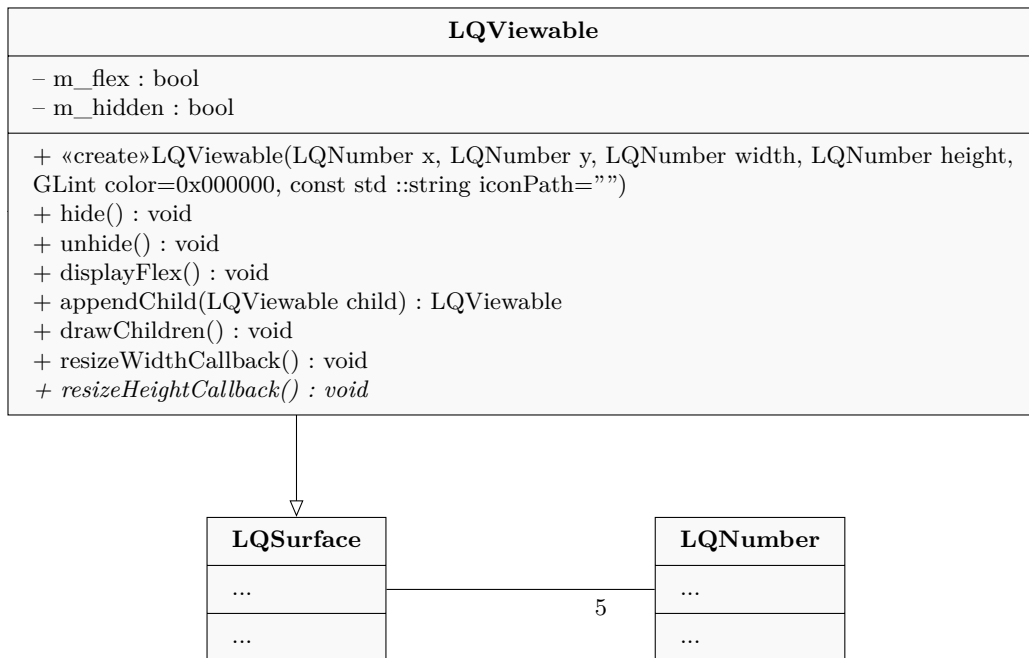 LQViewable
– m_flex : bool
– m_hidden : bool
+ «create»LQViewable(LQNumber x, LQNumber y, LQNumber width, LQNumber height,
GLint color=0x000000, const std ::string iconPath=””)
+ hide() : void
+ unhide() : void
+ displayFlex() : void
+ appendChild(LQViewable child) : LQViewable
+ drawChildren() : void
+ resizeWidthCallback() : void
+ resizeHeightCallback() : void
LQSurface
...
...
5
LQNumber
...
...